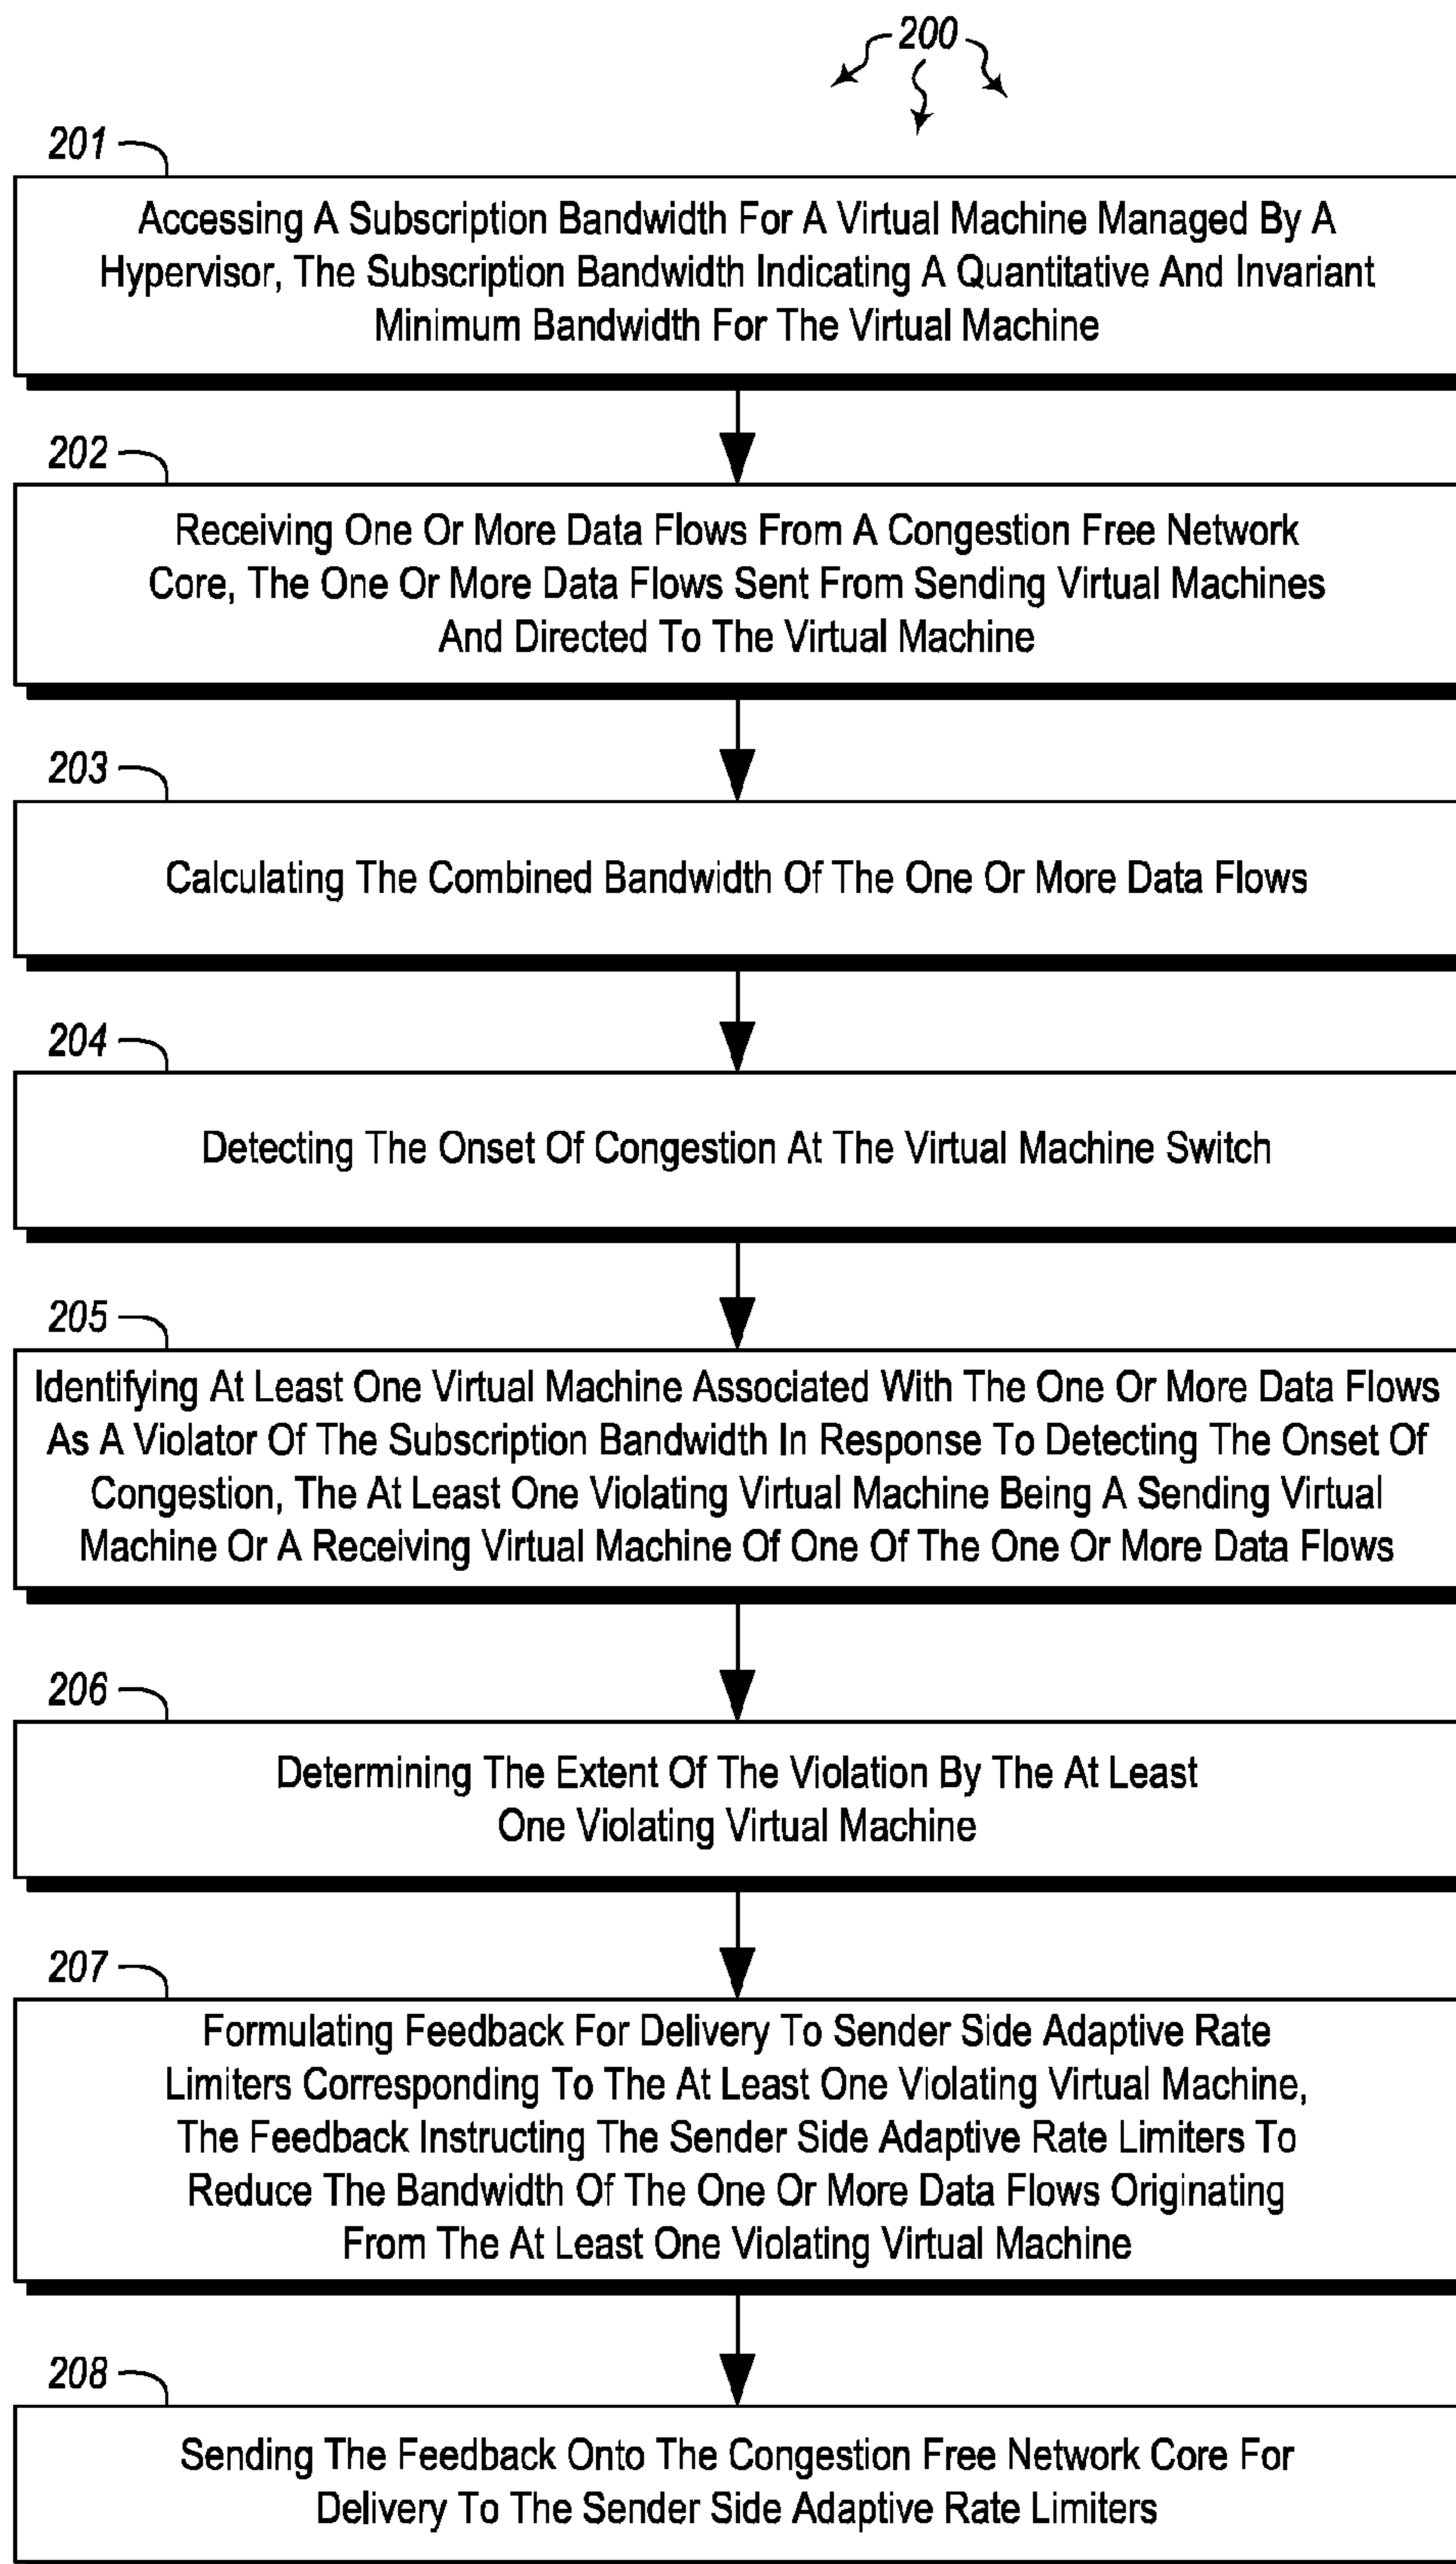 200
201
Accessing A Subscription Bandwidth For A Virtual Machine Managed By A
Hypervisor, The Subscription Bandwidth Indicating A Quantitative And Invariant
Minimum Bandwidth For The Virtual Machine
202
Receiving One Or More Data Flows From A Congestion Free Network
Core, The One Or More Data Flows Sent From Sending Virtual Machines
And Directed To The Virtual Machine
203
Calculating The Combined Bandwidth Of The One Or More Data Flows
204
Detecting The Onset Of Congestion At The Virtual Machine Switch
205
Identifying At Least One Virtual Machine Associated With The One Or More Data Flows
As A Violator Of The Subscription Bandwidth In Response To Detecting The Onset Of
Congestion, The At Least One Violating Virtual Machine Being A Sending Virtual
Machine Or A Receiving Virtual Machine Of One Of The One Or More Data Flows
206
Determining The Extent Of The Violation By The At Least
One Violating Virtual Machine
207
Formulating Feedback For Delivery To Sender Side Adaptive Rate
Limiters Corresponding To The At Least One Violating Virtual Machine,
The Feedback Instructing The Sender Side Adaptive Rate Limiters To
Reduce The Bandwidth Of The One Or More Data Flows Originating
From The At Least One Violating Virtual Machine
208
Sending The Feedback Onto The Congestion Free Network Core For
Delivery To The Sender Side Adaptive Rate Limiters